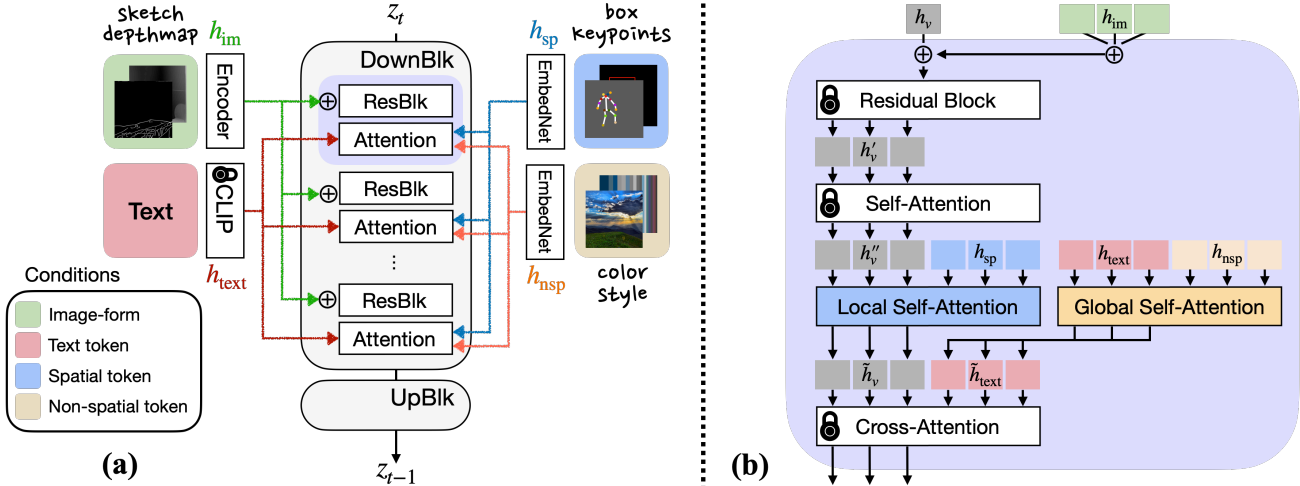 sketch
depthmap
h_im
Encoder
z_t
DownBlk
ResBlk
Attention
ResBlk
Attention
...
ResBlk
Attention
UpBlk
z_{t-1}
h_sp
box
keypoints
EmbedNet
EmbedNet
h_nsp
color
style
Text
CLIP
h_text
Conditions
Image-form
Text token
Spatial token
Non-spatial token
(a)
h_v
h_im
Residual Block
h'_v
Self-Attention
h''_v
h_sp
h_text
h_nsp
Local Self-Attention
Global Self-Attention
h̃_v
h̃_text
Cross-Attention
(b)